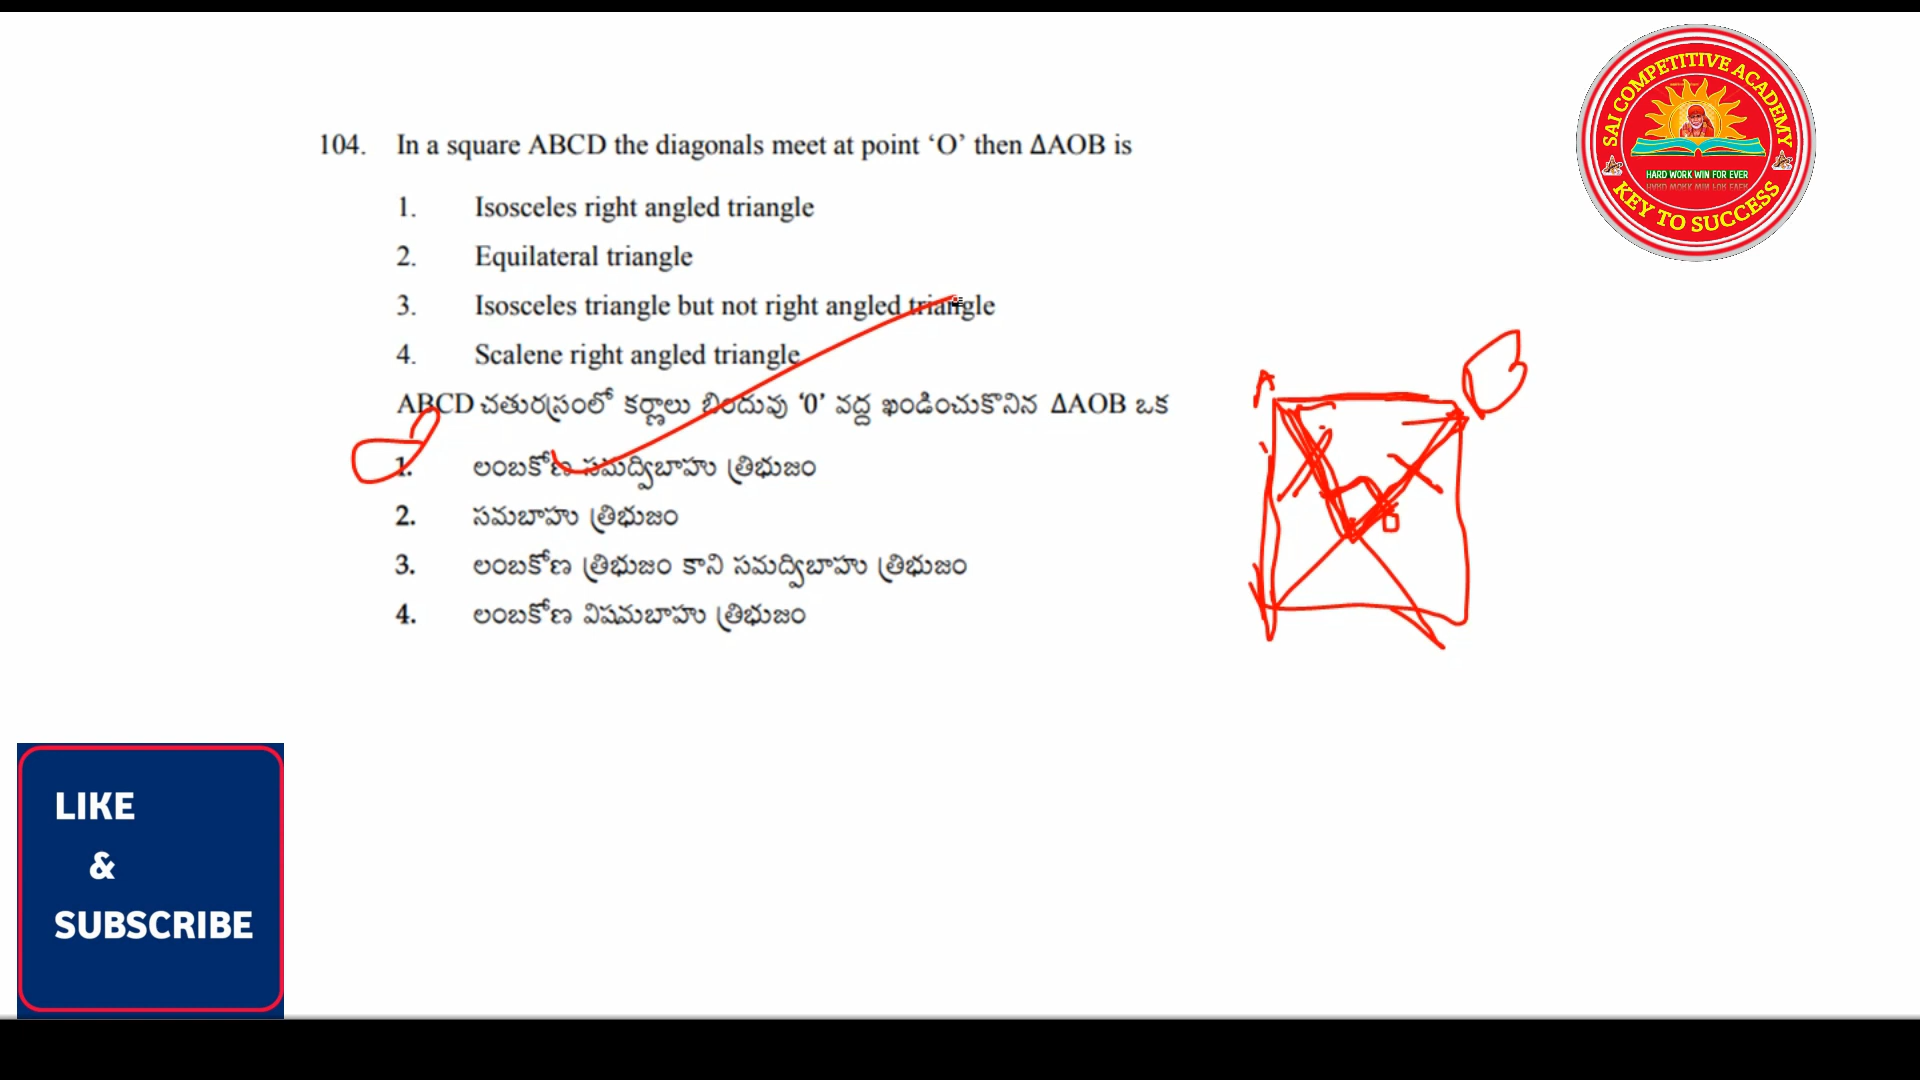 104. In a square ABCD the diagonals meet at point ‘O’ then ΔAOB is
1. Isosceles right angled triangle
2. Equilateral triangle
3. Isosceles triangle but not right angled triangle
4. Scalene right angled triangle
ABCD చతురస్రంలో కర్ణాలు బిందువు ‘0’ వద్ద ఖండించుకొనిన ΔAOB ఒక
1. లంబకోణ సమద్విబాహు త్రిభుజం
2. సమబాహు త్రిభుజం
3. లంబకోణ త్రిభుజం కాని సమద్విబాహు త్రిభుజం
4. లంబకోణ విషమబాహు త్రిభుజం
SAI COMPETITIVE ACADEMY
HARD WORK WIN FOR EVER
KEY TO SUCCESS
A
B
O
LIKE
&
SUBSCRIBE